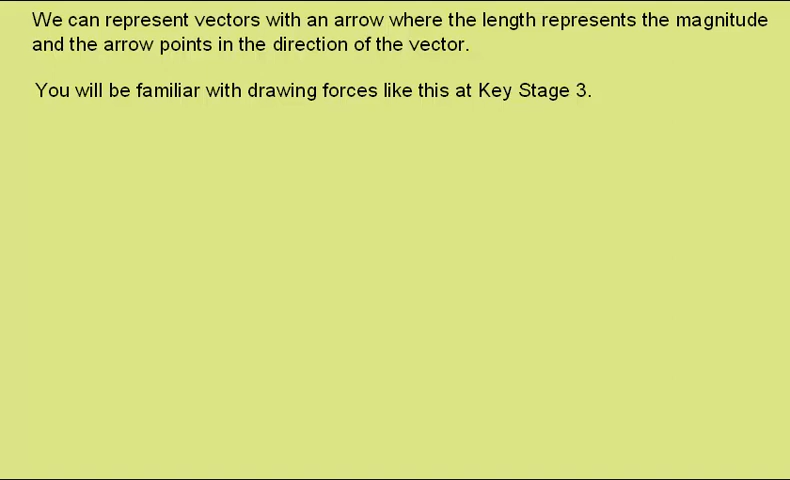 We can represent vectors with an arrow where the length represents the magnitude
and the arrow points in the direction of the vector.
You will be familiar with drawing forces like this at Key Stage 3.